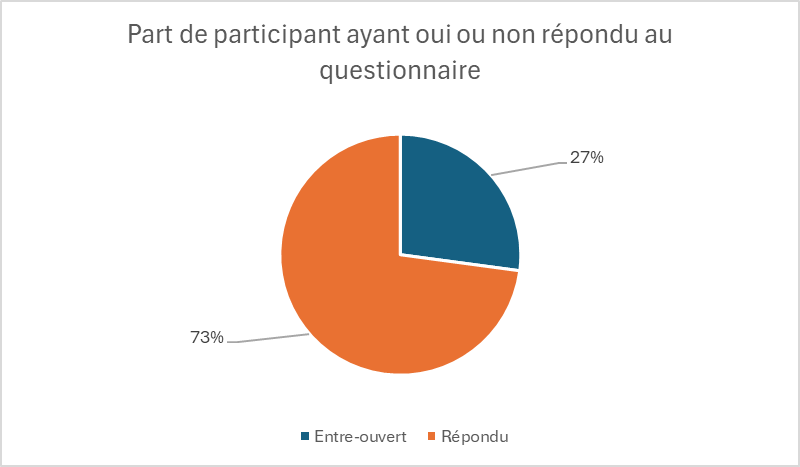 Part de participant ayant oui ou non répondu au
questionnaire
27%
73%
Entre-ouvert Répondu